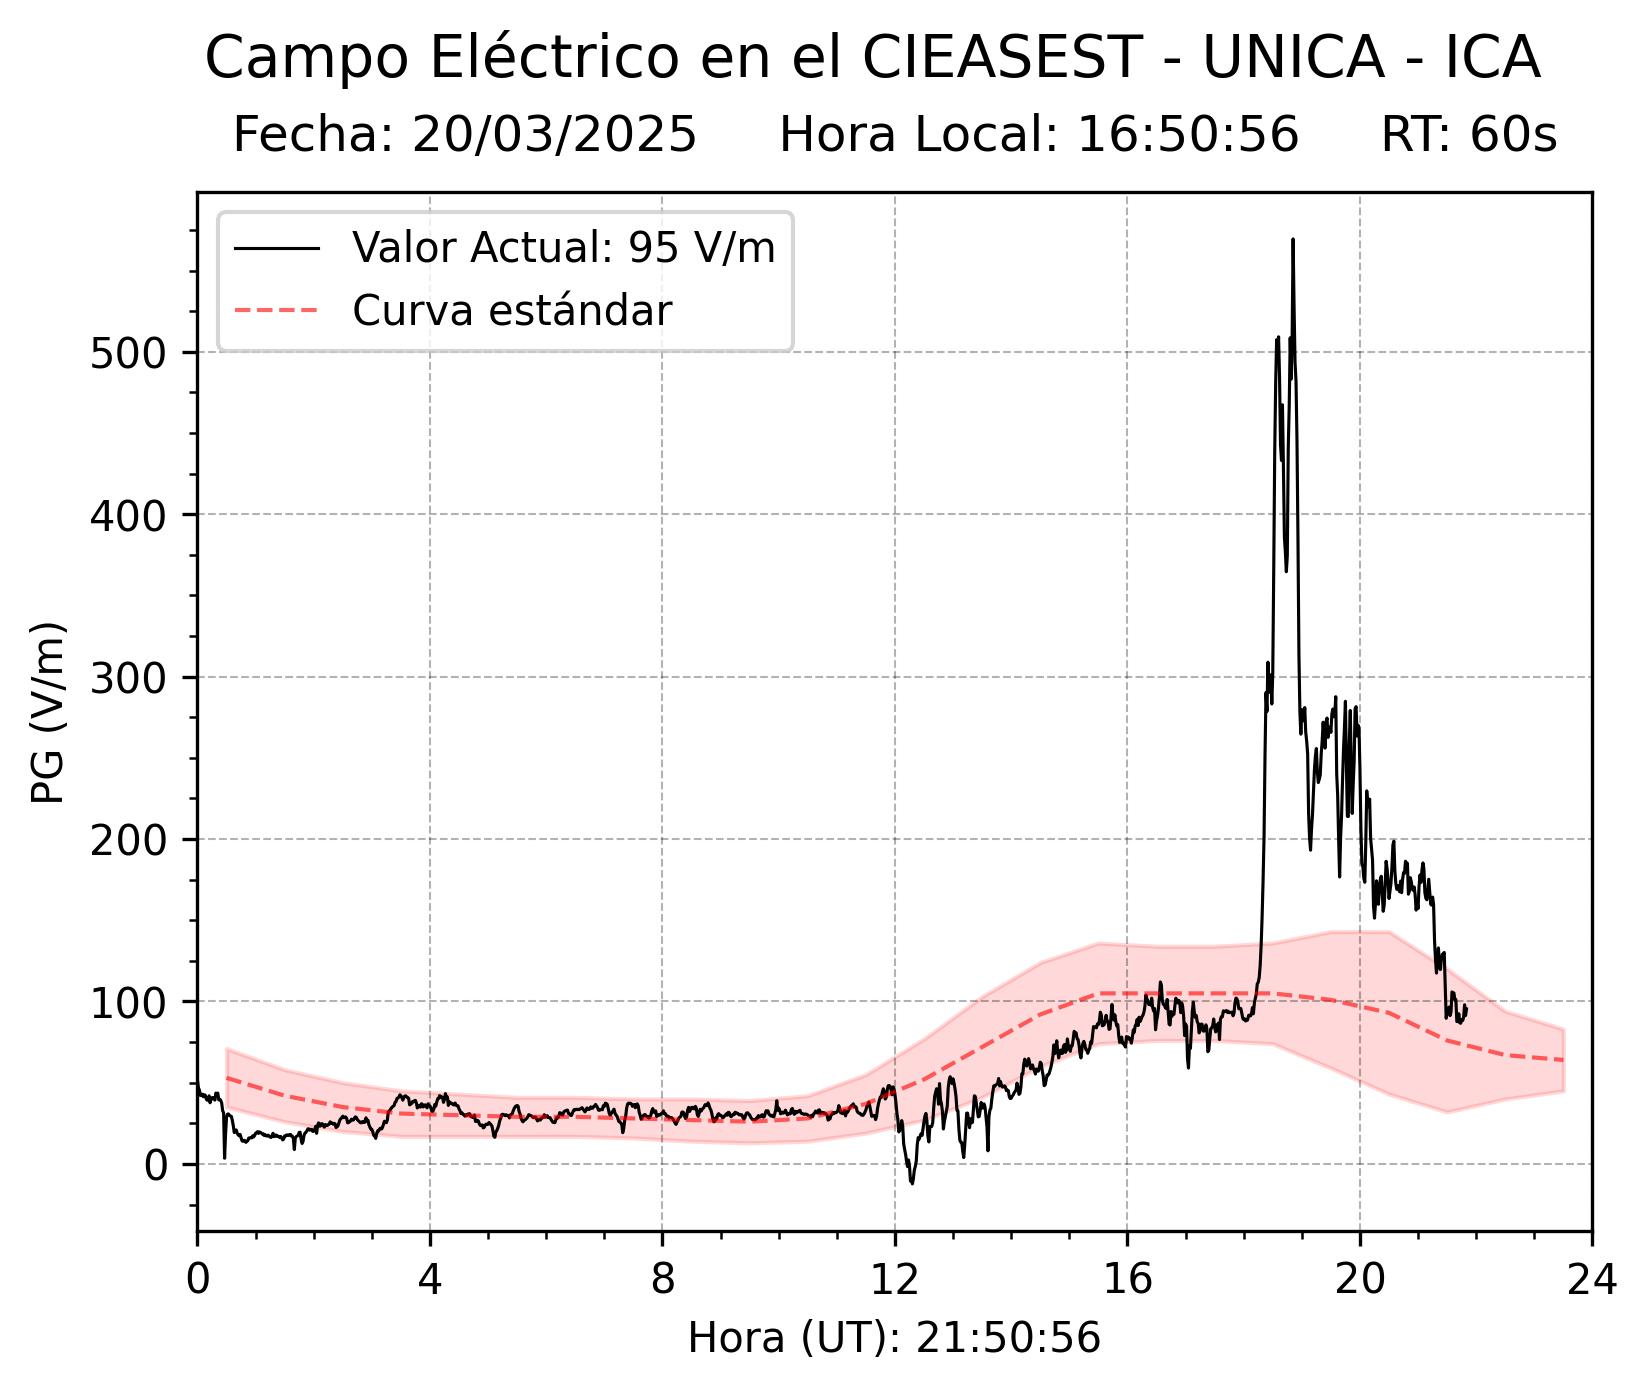 Campo Eléctrico en el CIEASEST - UNICA - ICA
Fecha: 20/03/2025 Hora Local: 16:50:56 RT: 60s
Valor Actual: 95 V/m
Curva estándar
PG (V/m)
500
400
300
200
100
0
0 4 8 12 16 20 24
Hora (UT): 21:50:56